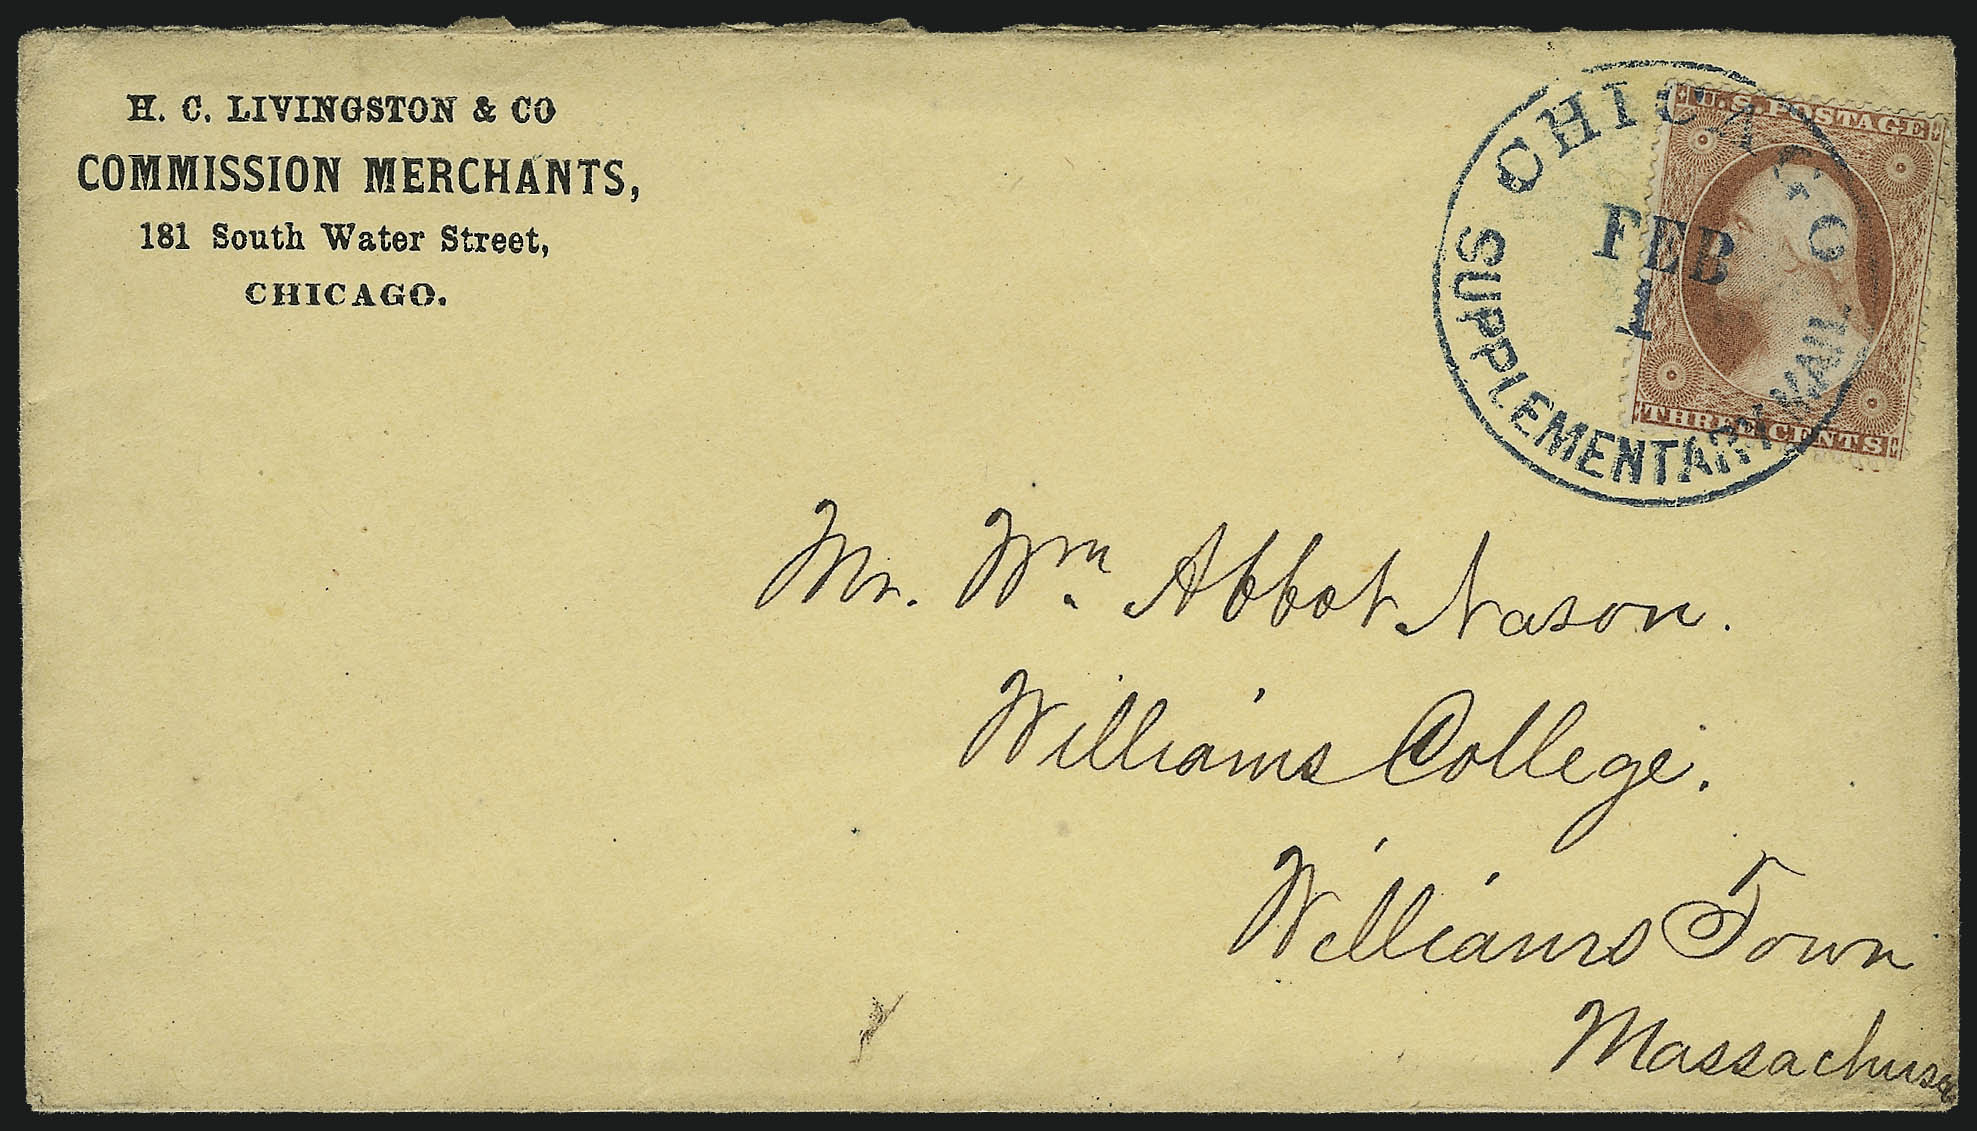 H. C. LIVINGSTON & CO
COMMISSION MERCHANTS,
181 South Water Street,
CHICAGO.
CHICAGO
FEB
1
SUPPLEMENTARY MAIL
U.S. POSTAGE
THREE CENTS
Mr. Wm. Abbot Nason.
Williams College.
Williams Town